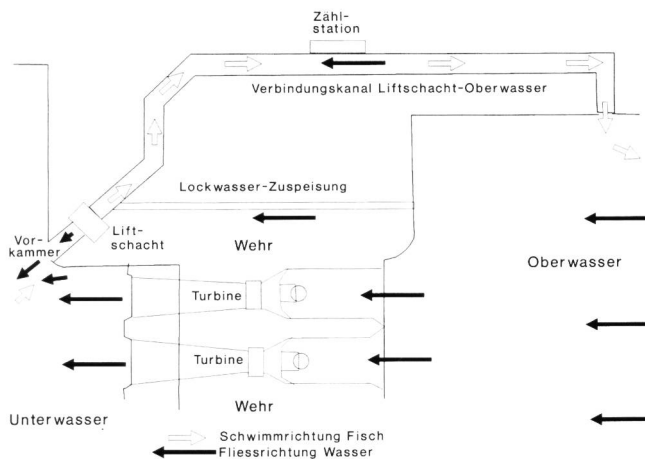 Zähl-
station
Verbindungskanal Liftschacht-Oberwasser
Lockwasser-Zuspeisung
Vor-
kammer
Lift-
schacht
Wehr
Oberwasser
Turbine
Turbine
Wehr
Unterwasser
Schwimmrichtung Fisch
Fliessrichtung Wasser